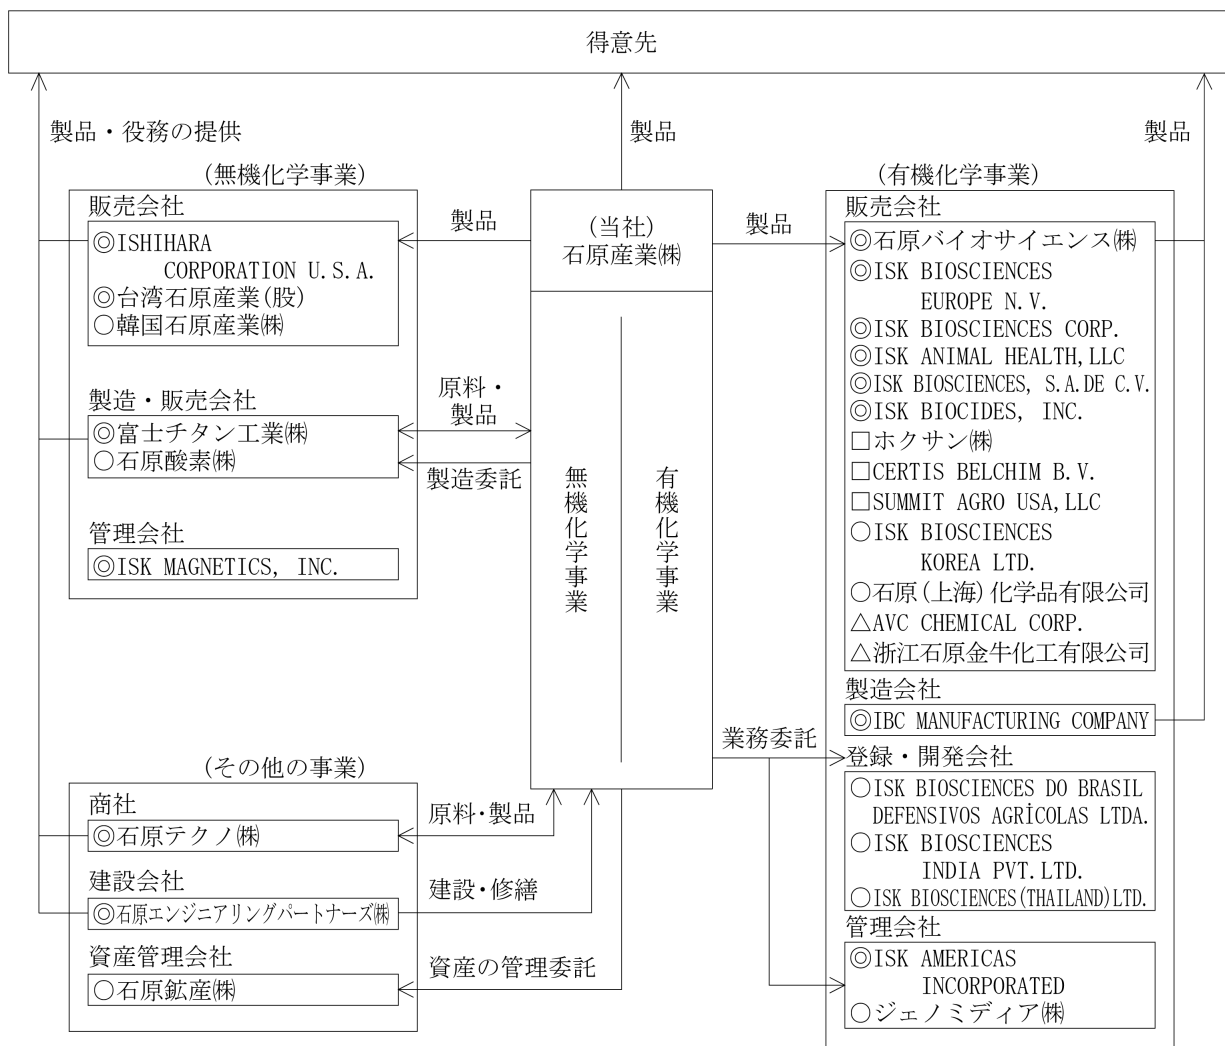 得意先
製品・役務の提供
製品
製品
(無機化学事業)
販売会社
◎ISHIHARA
CORPORATION U.S.A.
◎台湾石原産業(股)
○韓国石原産業㈱
製造・販売会社
◎富士チタン工業㈱
○石原酸素㈱
管理会社
◎ISK MAGNETICS, INC.
製品
原料・
製品
製造委託
(当社)
石原産業㈱
無機化学事業
有機化学事業
製品
業務委託
(有機化学事業)
販売会社
◎石原バイオサイエンス㈱
◎ISK BIOSCIENCES
EUROPE N.V.
◎ISK BIOSCIENCES CORP.
◎ISK ANIMAL HEALTH,LLC
◎ISK BIOSCIENCES, S.A.DE C.V.
◎ISK BIOCIDES, INC.
□ホクサン㈱
□CERTIS BELCHIM B.V.
□SUMMIT AGRO USA,LLC
○ISK BIOSCIENCES
KOREA LTD.
○石原(上海)化学品有限公司
△AVC CHEMICAL CORP.
△浙江石原金牛化工有限公司
製造会社
◎IBC MANUFACTURING COMPANY
登録・開発会社
○ISK BIOSCIENCES DO BRASIL
DEFENSIVOS AGRÍCOLAS LTDA.
○ISK BIOSCIENCES
INDIA PVT.LTD.
○ISK BIOSCIENCES(THAILAND)LTD.
管理会社
◎ISK AMERICAS
INCORPORATED
○ジェノミディア㈱
(その他の事業)
商社
◎石原テクノ㈱
建設会社
◎石原エンジニアリングパートナーズ㈱
資産管理会社
○石原鉱産㈱
原料・製品
建設・修繕
資産の管理委託